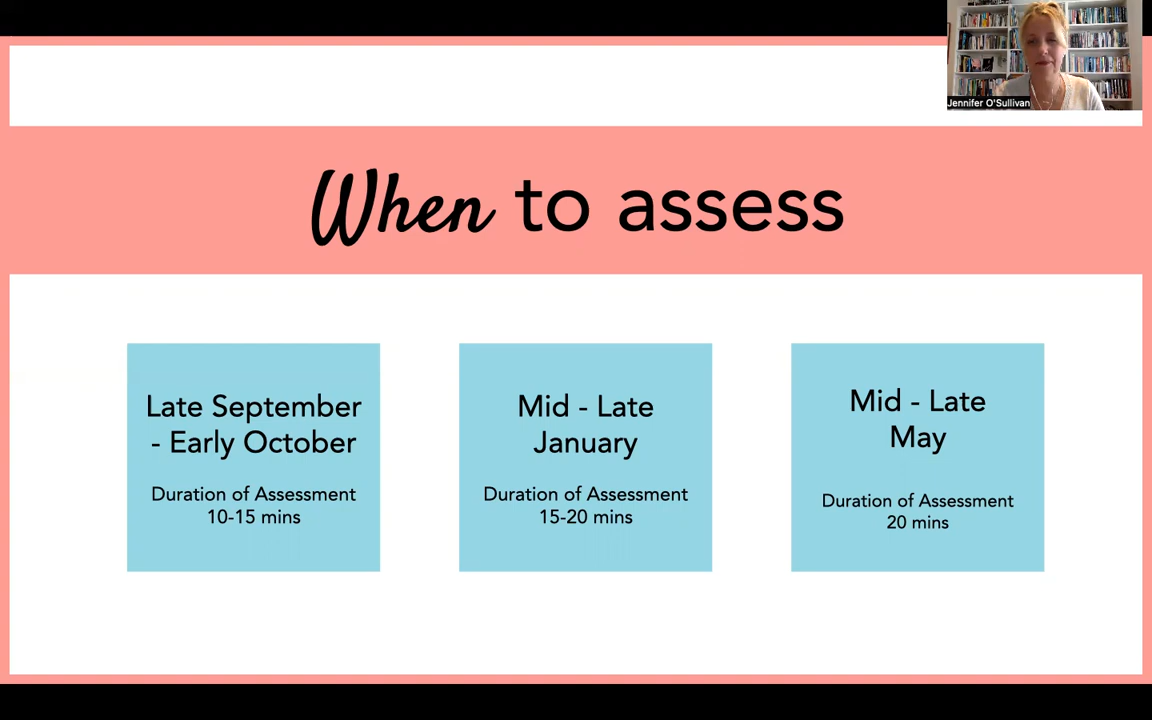 Jennifer O'Sullivan
When to assess
Late September
- Early October
Duration of Assessment
10-15 mins
Mid - Late
January
Duration of Assessment
15-20 mins
Mid - Late
May
Duration of Assessment
20 mins